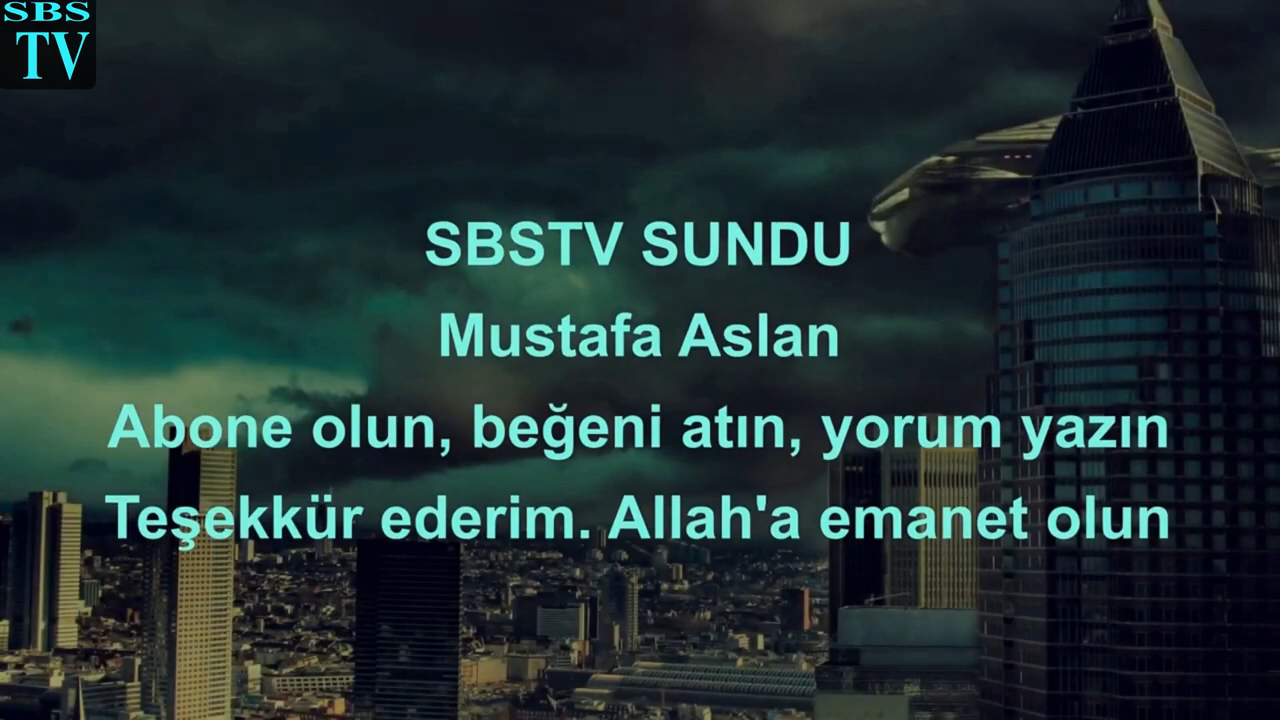 SBS
TV
SBSTV SUNDU
Mustafa Aslan
Abone olun, beğeni atın, yorum yazın
Teşekkür ederim. Allah'a emanet olun